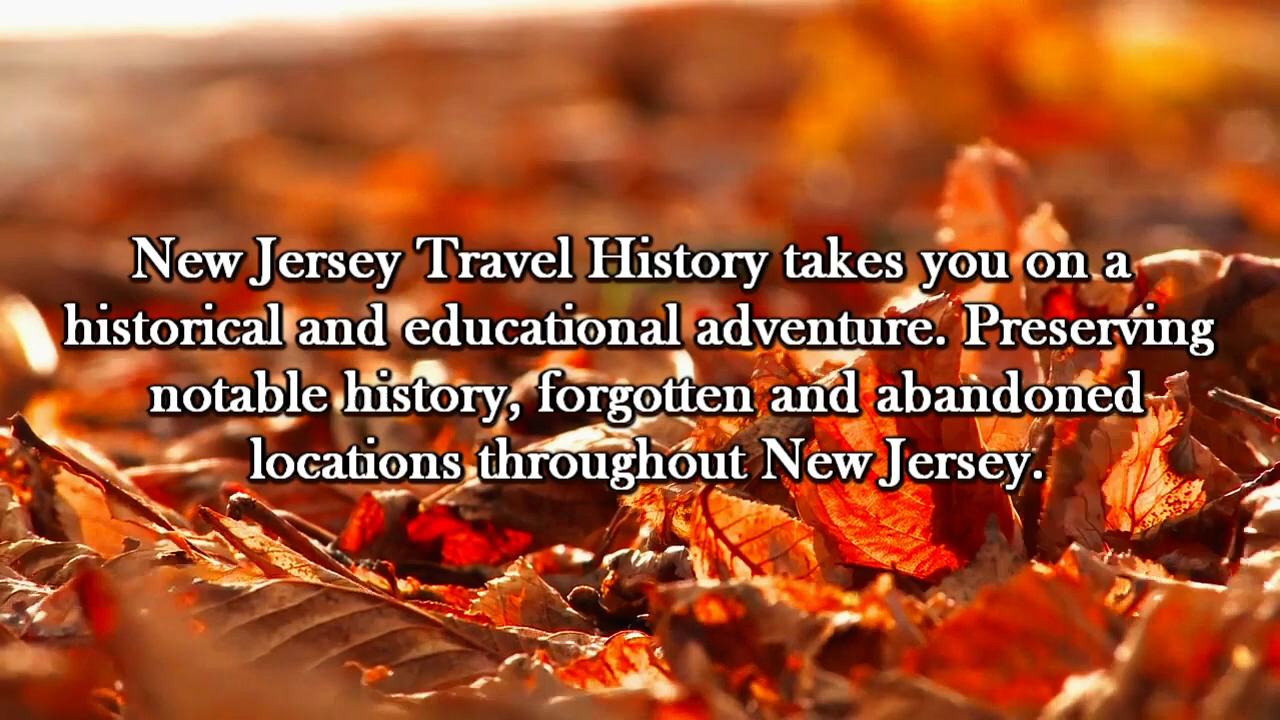 New Jersey Travel History takes you on a
historical and educational adventure. Preserving
notable history, forgotten and abandoned
locations throughout New Jersey.